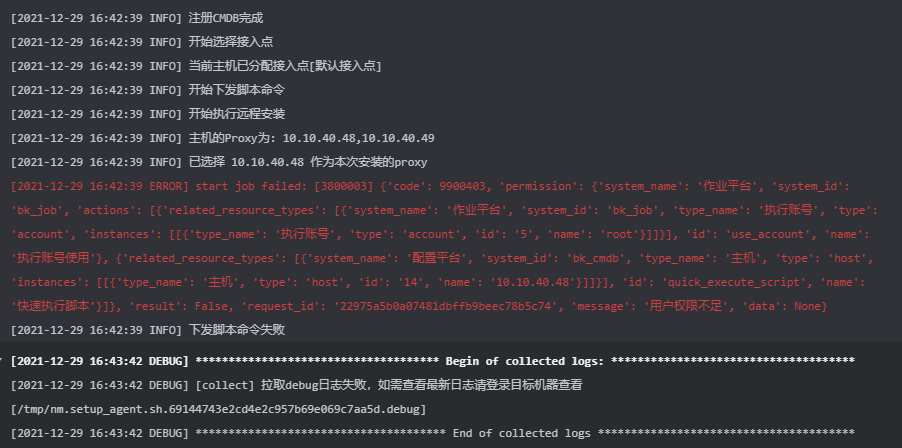 [2021-12-29 16:42:39 INFO] 注册CMDB完成
[2021-12-29 16:42:39 INFO] 开始选择接入点
[2021-12-29 16:42:39 INFO] 当前主机已分配接入点[默认接入点]
[2021-12-29 16:42:39 INFO] 开始下发脚本命令
[2021-12-29 16:42:39 INFO] 开始执行远程安装
[2021-12-29 16:42:39 INFO] 主机的Proxy为: 10.10.40.48,10.10.40.49
[2021-12-29 16:42:39 INFO] 已选择 10.10.40.48 作为本次安装的proxy
[2021-12-29 16:42:39 ERROR] start job failed: [3800003] {'code': 9900403, 'permission': {'system_name': '作业平台', 'system_id':
'bk_job', 'actions': [{'related_resource_types': [{'system_name': '作业平台', 'system_id': 'bk_job', 'type_name': '执行账号', 'type':
'account', 'instances': [[{'type_name': '执行账号', 'type': 'account', 'id': '5', 'name': 'root'}]]}], 'id': 'use_account', 'name':
'执行账号使用'}, {'related_resource_types': [{'system_name': '配置平台', 'system_id': 'bk_cmdb', 'type_name': '主机', 'type': 'host',
'instances': [[{'type_name': '主机', 'type': 'host', 'id': '14', 'name': '10.10.40.48'}]]}], 'id': 'quick_execute_script', 'name':
'快速执行脚本'}]}, 'result': False, 'request_id': '22975a5b0a07481dbffb9beec78b5c74', 'message': '用户权限不足', 'data': None}
[2021-12-29 16:42:39 INFO] 下发脚本命令失败
[2021-12-29 16:43:42 DEBUG] ************************************* Begin of collected logs: *************************************
[2021-12-29 16:43:42 DEBUG] [collect] 拉取debug日志失败，如需查看最新日志请登录目标机器查看
[/tmp/nm.setup_agent.sh.69144743e2cd4e2c957b69e069c7aa5d.debug]
[2021-12-29 16:43:42 DEBUG] ************************************** End of collected logs ***************************************